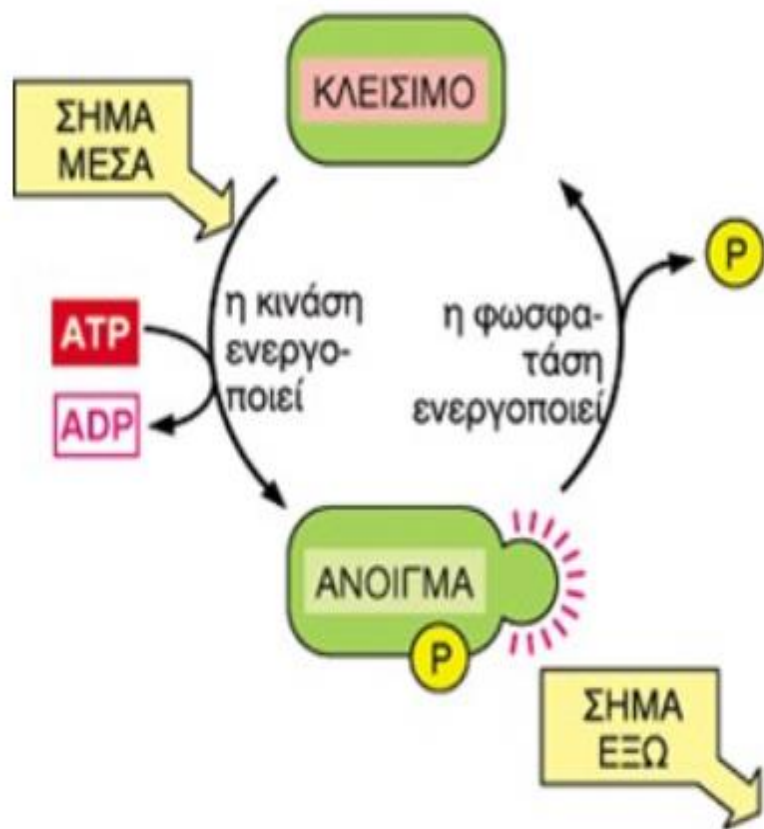 ΚΛΕΙΣΙΜΟ
ΣΗΜΑ
ΜΕΣΑ
P
η κινάση
ενεργο-
ποιεί
η φωσφα-
τάση
ενεργοποιεί
ATP
ADP
ΑΝΟΙΓΜΑ
P
ΣΗΜΑ
ΕΞΩ